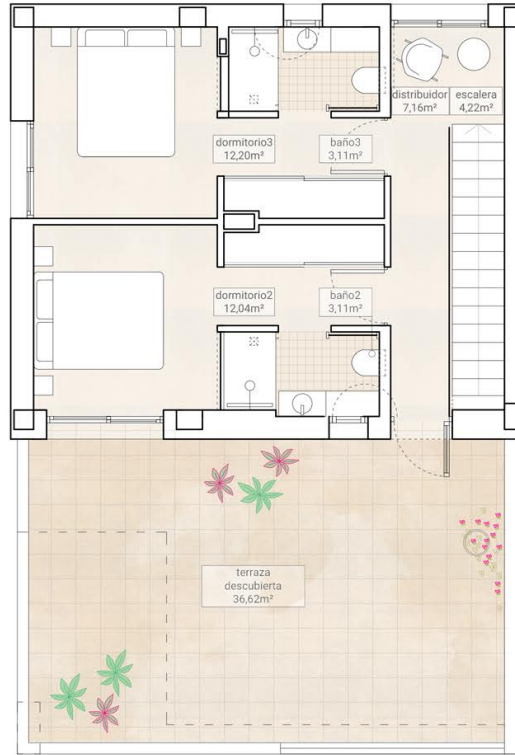 distribuidor
7,16m²
escalera
4,22m²
dormitorio3
12,20m²
baño3
3,11m²
dormitorio2
12,04m²
baño2
3,11m²
terraza
descubierta
36,62m²